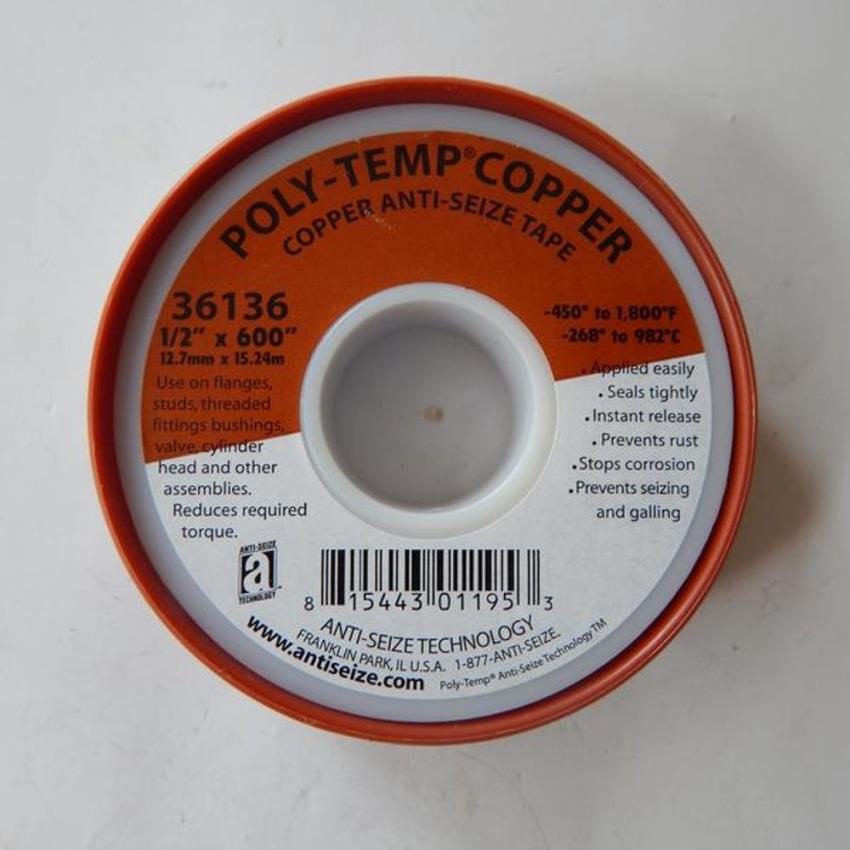 POLY-TEMP® COPPER
COPPER ANTI-SEIZE TAPE
36136
1/2” x 600”
12.7mm x 15.24m
Use on flanges,
studs, threaded
fittings bushings,
valve, cylinder
head and other
assemblies.
Reduces required
torque.
-450° to 1,800°F
-268° to 982°C
• Applied easily
• Seals tightly
• Instant release
• Prevents rust
• Stops corrosion
• Prevents seizing
and galling
ANTI-SEIZE
a
TECHNOLOGY™
8 15443 01195 3
ANTI-SEIZE TECHNOLOGY
FRANKLIN PARK, IL U.S.A. 1-877-ANTI-SEIZE.
www.antiseize.com
Poly-Temp® Anti-Seize Technology™